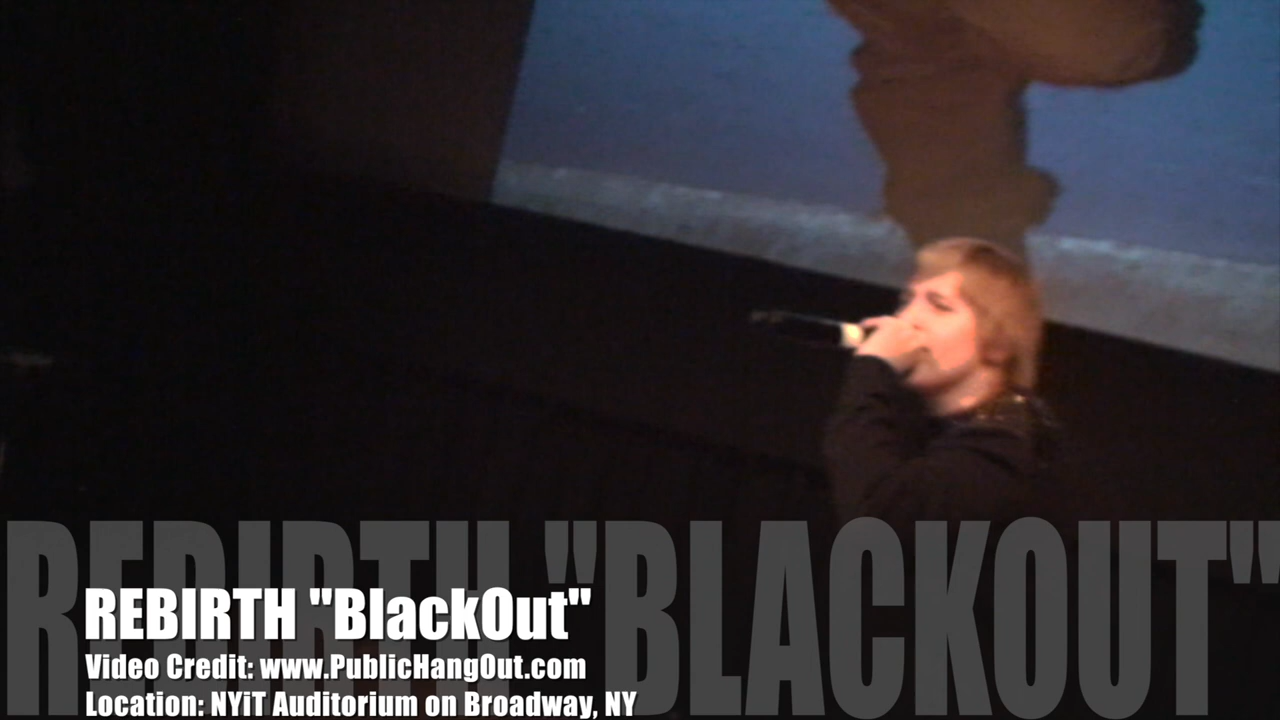 REBIRTH "BLACKOUT"
REBIRTH "BlackOut"
Video Credit: www.PublicHangOut.com
Location: NYiT Auditorium on Broadway, NY